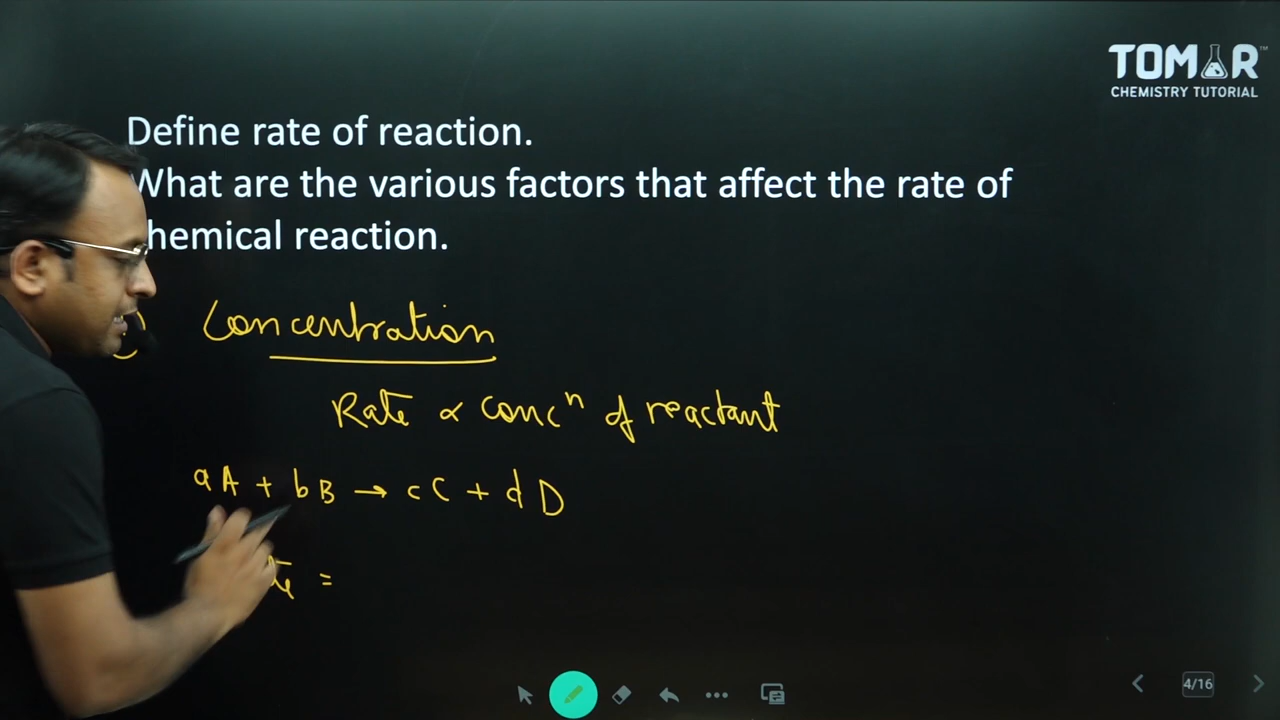 TOMAR™
CHEMISTRY TUTORIAL
Define rate of reaction.
What are the various factors that affect the rate of
hemical reaction.
Concentration
Rate ∝ concⁿ of reactant
aA + bB → cC + dD
=
4/16